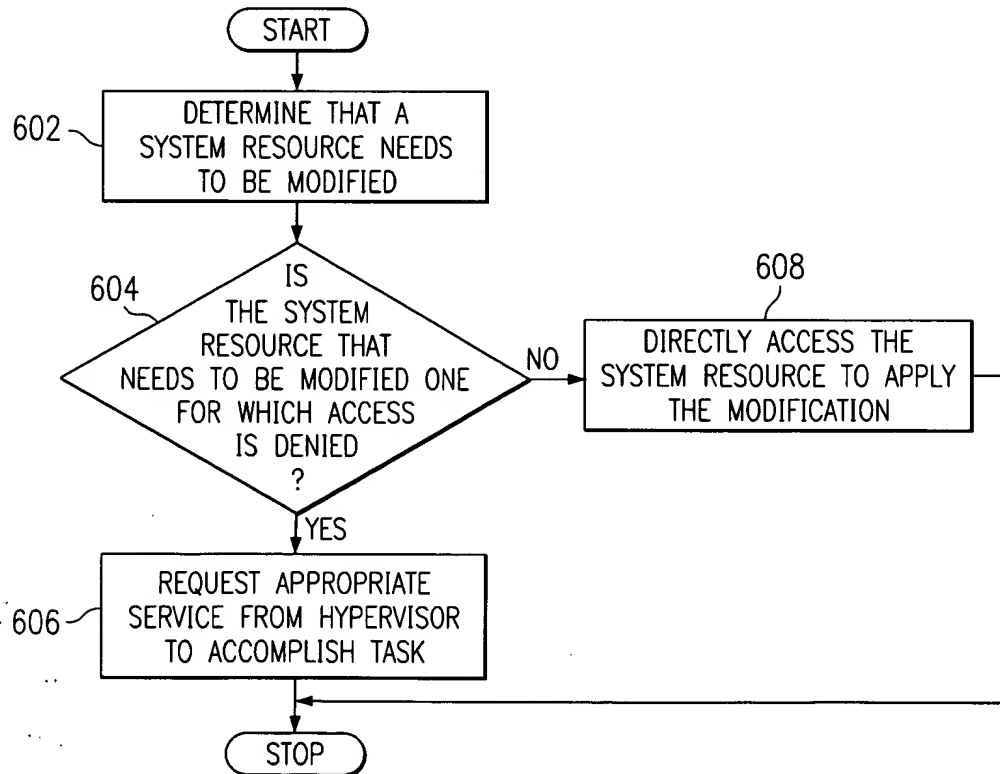 START
602
DETERMINE THAT A
SYSTEM RESOURCE NEEDS
TO BE MODIFIED
604
IS
THE SYSTEM
RESOURCE THAT
NEEDS TO BE MODIFIED ONE
FOR WHICH ACCESS
IS DENIED
?
NO
608
DIRECTLY ACCESS THE
SYSTEM RESOURCE TO APPLY
THE MODIFICATION
YES
606
REQUEST APPROPRIATE
SERVICE FROM HYPERVISOR
TO ACCOMPLISH TASK
STOP